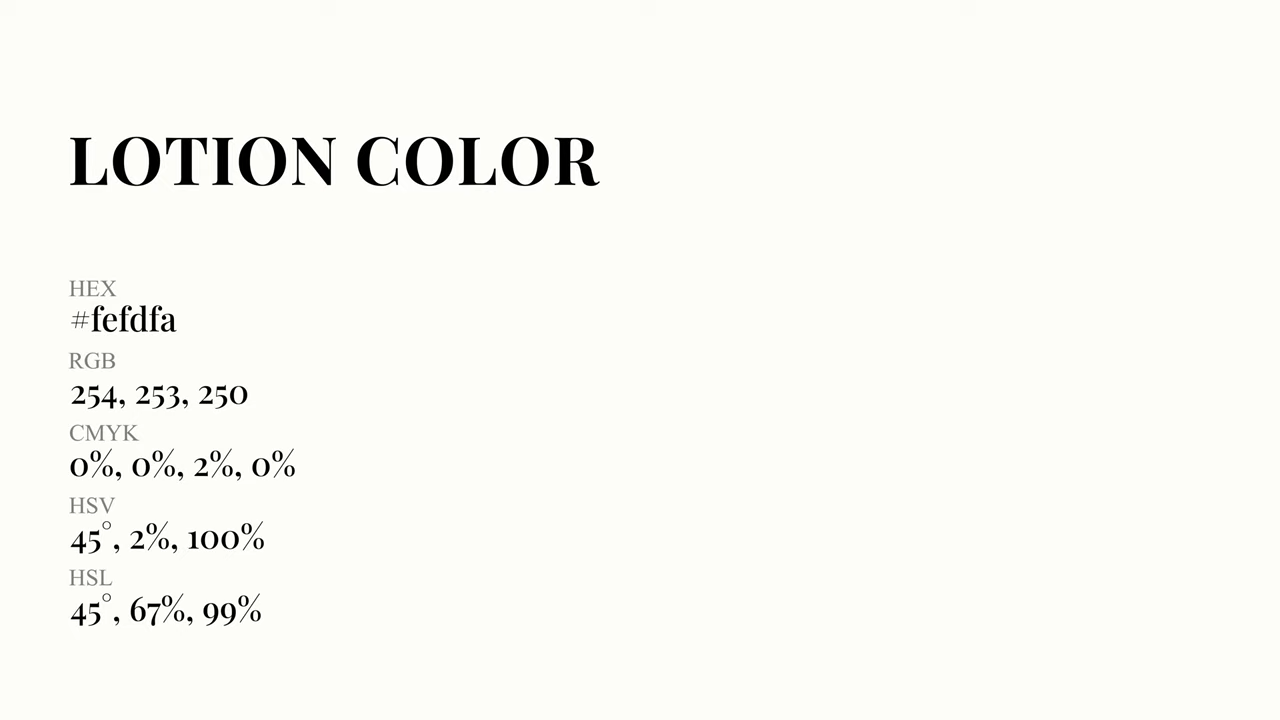 LOTION COLOR
HEX
#fefdfa
RGB
254, 253, 250
CMYK
0%, 0%, 2%, 0%
HSV
45°, 2%, 100%
HSL
45°, 67%, 99%